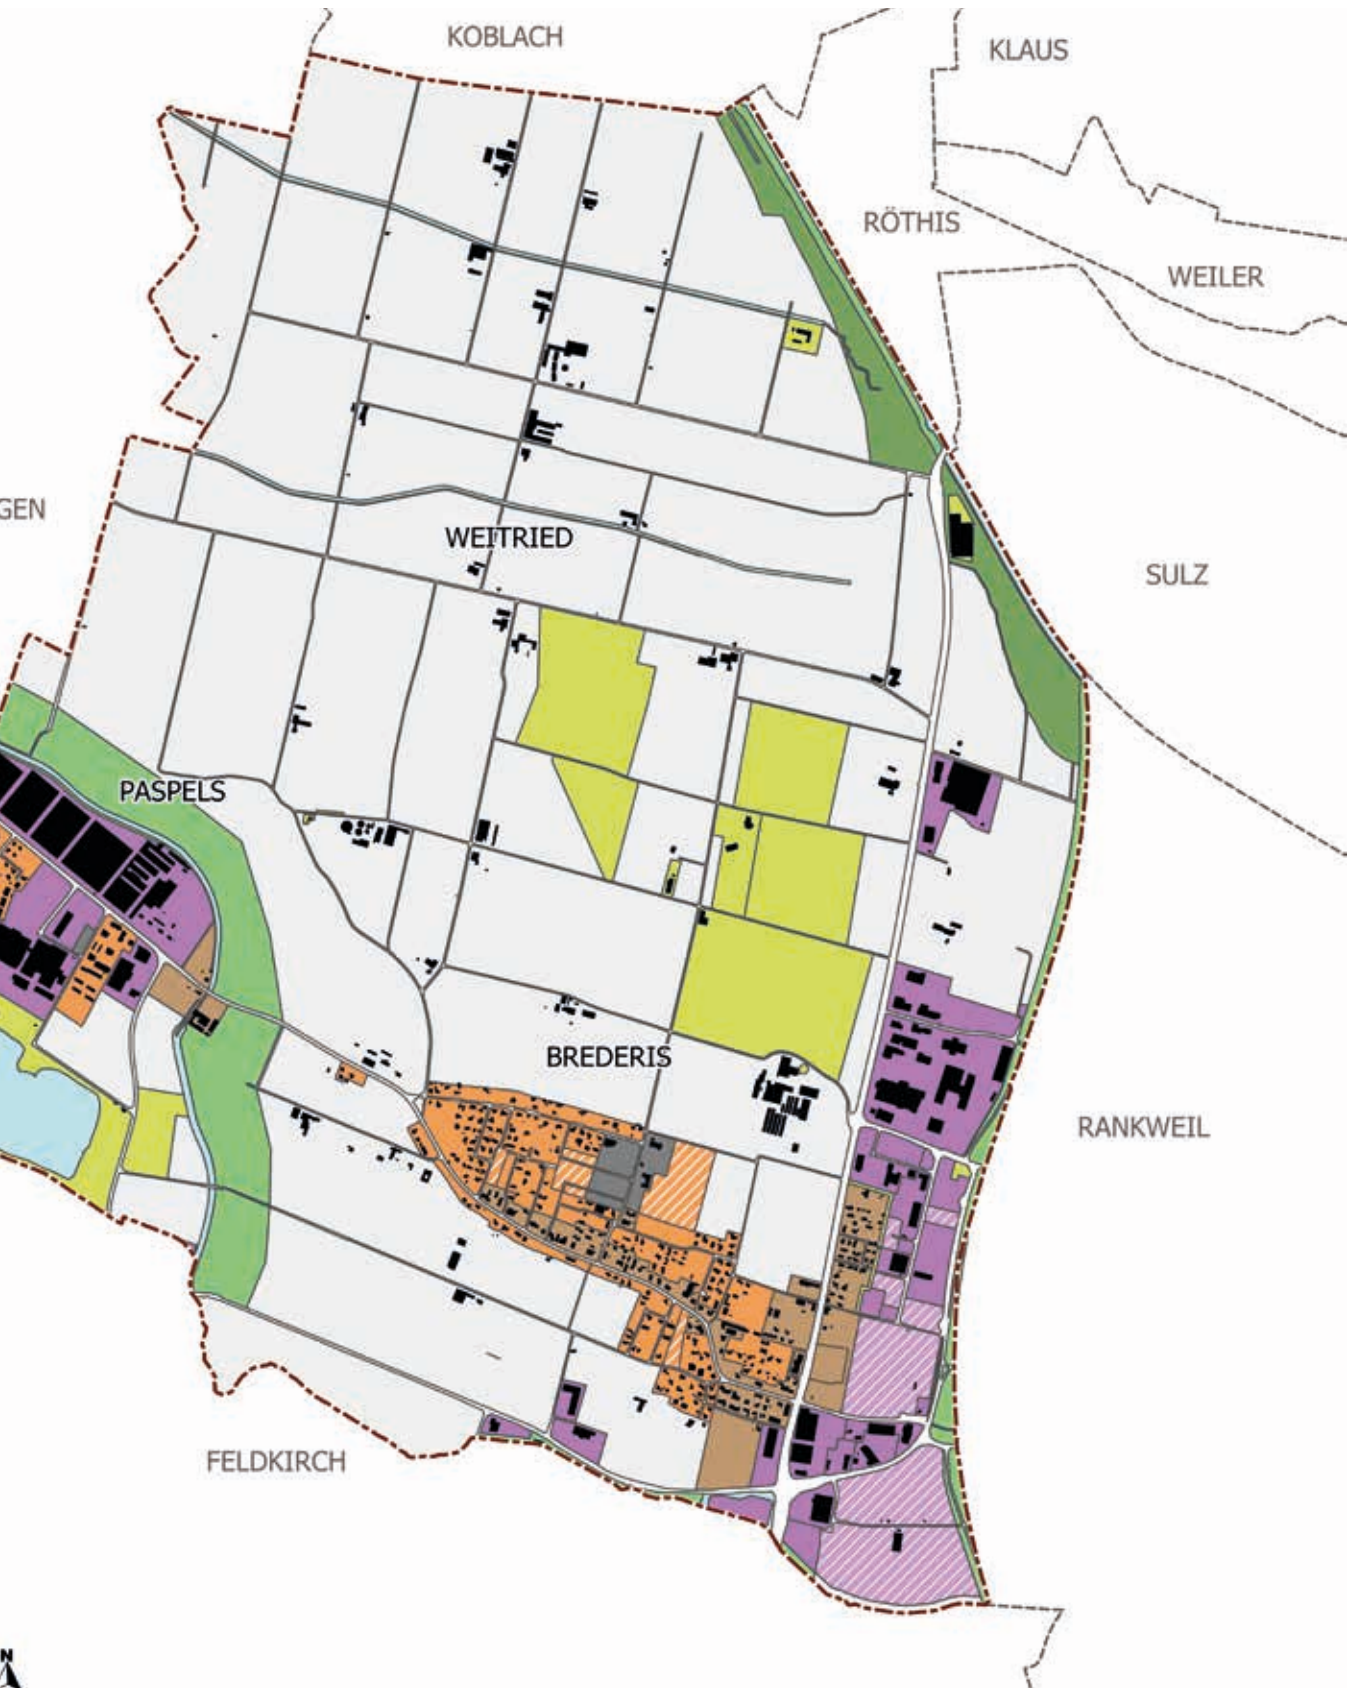 KOBLACH
KLAUS
RÖTHIS
WEILER
GEN
WEITRIED
SULZ
PASPELS
BREDERIS
RANKWEIL
FELDKIRCH
N